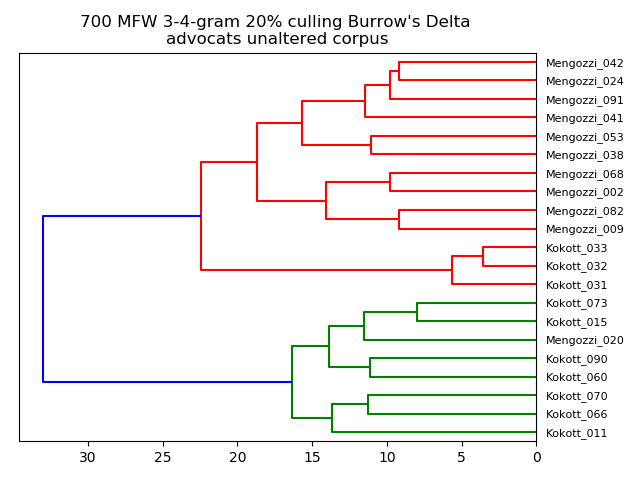 700 MFW 3-4-gram 20% culling Burrow's Delta
advocats unaltered corpus
Mengozzi_042
Mengozzi_024
Mengozzi_091
Mengozzi_041
Mengozzi_053
Mengozzi_038
Mengozzi_068
Mengozzi_002
Mengozzi_082
Mengozzi_009
Kokott_033
Kokott_032
Kokott_031
Kokott_073
Kokott_015
Mengozzi_020
Kokott_090
Kokott_060
Kokott_070
Kokott_066
Kokott_011
30 25 20 15 10 5 0